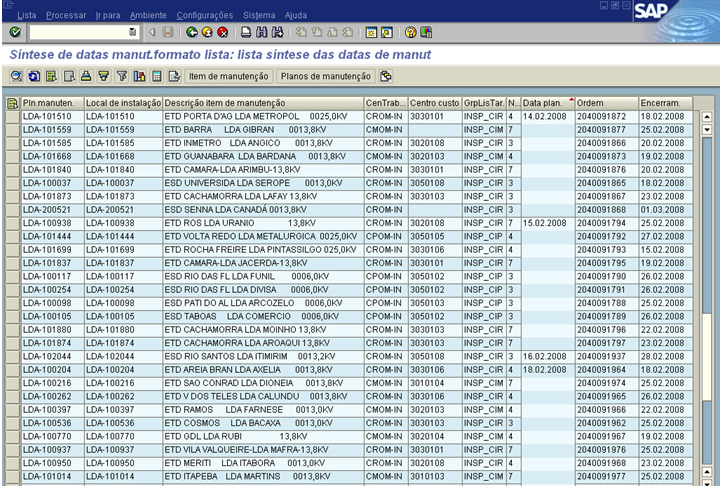 Lista Processar Ir para Ambiente Configurações Sistema Ajuda
SAP
Síntese de datas manut.formato lista: lista síntese das datas de manut
Item de manutenção Planos de manutenção
Pln.manuten. Local de instalação Descrição item de manutenção CenTrab... Centro custo GrpLisTar. N... Data plan. Ordem Encerram.
LDA-101510 LDA-101510 ETD PORTA D'AG LDA METROPOL 0025,0KV CROM-IN 3030101 INSP_CIR 4 14.02.2008 2040091872 18.02.2008
LDA-101559 LDA-101559 ETD BARRA LDA GIBRAN 0013,8KV CMOM-IN INSP_CIM 7 2040091877 25.02.2008
LDA-101585 LDA-101585 ETD INMETRO LDA ANGICO 0013,8KV CROM-IN 3020108 INSP_CIR 3 2040091866 20.02.2008
LDA-101668 LDA-101668 ETD GUANABARA LDA BARDANA 0013,8KV CMOM-IN 3020103 INSP_CIM 4 2040091873 19.02.2008
LDA-101840 LDA-101840 ETD CAMARA-LDA ARIMBU-13,8KV CROM-IN 3030101 INSP_CIR 7 2040091876 20.02.2008
LDA-100037 LDA-100037 ESD UNIVERSIDA LDA SEROPE 0013,0KV CROM-IN 3050108 INSP_CIR 3 2040091865 18.02.2008
LDA-101873 LDA-101873 ETD CACHAMORRA LDA LAFAY 13,8KV CROM-IN 3030103 INSP_CIR 3 2040091867 23.02.2008
LDA-200521 LDA-200521 ESD SENNA LDA CANADÁ 0013,8KV CROM-IN INSP_CIR 3 2040091868 01.03.2008
LDA-100938 LDA-100938 ETD ROS LDA URANIO 13,8KV CROM-IN 3020108 INSP_CIR 7 15.02.2008 2040091794 25.02.2008
LDA-101444 LDA-101444 ETD VOLTA REDO LDA METALURGICA 0025,0KV CPOM-IN 3050105 INSP_CIP 4 2040091792 27.02.2008
LDA-101699 LDA-101699 ETD ROCHA FREIRE LDA PINTASSILGO 025,0KV CROM-IN 3030106 INSP_CIR 4 2040091793 15.02.2008
LDA-101837 LDA-101837 ETD CAMARA-LDA JACERDA-13,8KV CROM-IN 3030101 INSP_CIR 7 2040091795 19.02.2008
LDA-100117 LDA-100117 ESD RIO DAS FL LDA FUNIL 0006,0KV CPOM-IN 3050102 INSP_CIP 3 2040091790 26.02.2008
LDA-100254 LDA-100254 ESD RIO DAS FL LDA DIVISA 0006,0KV CPOM-IN 3050102 INSP_CIP 3 2040091791 26.02.2008
LDA-100098 LDA-100098 ESD PATI DO AL LDA ARCOZELO 0006,0KV CPOM-IN 3050103 INSP_CIP 3 2040091788 25.02.2008
LDA-100105 LDA-100105 ESD TABOAS LDA COMERCIO 0006,0KV CPOM-IN 3050102 INSP_CIP 3 2040091789 26.02.2008
LDA-101880 LDA-101880 ETD CACHAMORRA LDA MOINHO 13,8KV CROM-IN 3030103 INSP_CIR 7 2040091796 22.02.2008
LDA-101874 LDA-101874 ETD CACHAMORRA LDA AROAQUI 13,8KV CROM-IN 3030103 INSP_CIR 7 2040091797 23.02.2008
LDA-102044 LDA-102044 ESD RIO SANTOS LDA ITIMIRIM 0013,2KV CROM-IN 3050106 INSP_CIR 3 16.02.2008 2040091937 28.02.2008
LDA-100204 LDA-100204 ETD AREIA BRAN LDA AXELIA 0013,8KV CROM-IN 3030106 INSP_CIR 4 18.02.2008 2040091964 18.02.2008
LDA-100216 LDA-100216 ETD SAO CONRAD LDA DIONEIA 0013,8KV CMOM-IN 3010104 INSP_CIM 7 2040091974 25.02.2008
LDA-100262 LDA-100262 ETD V DOS TELES LDA CALUNDU 0013,8KV CROM-IN 3030106 INSP_CIR 4 2040091965 26.02.2008
LDA-100397 LDA-100397 ETD RAMOS LDA FARNESE 0013,0KV CMOM-IN 3020103 INSP_CIM 4 2040091966 22.02.2008
LDA-100536 LDA-100536 ETD COSMOS LDA BACAXA 0013,0KV CROM-IN 3030103 INSP_CIR 3 2040091962 25.02.2008
LDA-100770 LDA-100770 ETD GDL LDA RUBI 13,8KV CMOM-IN 3020104 INSP_CIM 4 2040091967 19.02.2008
LDA-100937 LDA-100937 ETD VILA VALQUEIRE-LDA MAFRA-13,8KV CROM-IN 3030101 INSP_CIR 7 2040091976 25.02.2008
LDA-100950 LDA-100950 ETD MERITI LDA ITABORA 0013,0KV CROM-IN 3020108 INSP_CIR 4 2040091968 23.02.2008
LDA-101014 LDA-101014 ETD ITAPEBA LDA MARTINS 0013,8KV CMOM-IN 3010103 INSP_CIM 7 2040091977 25.02.2008